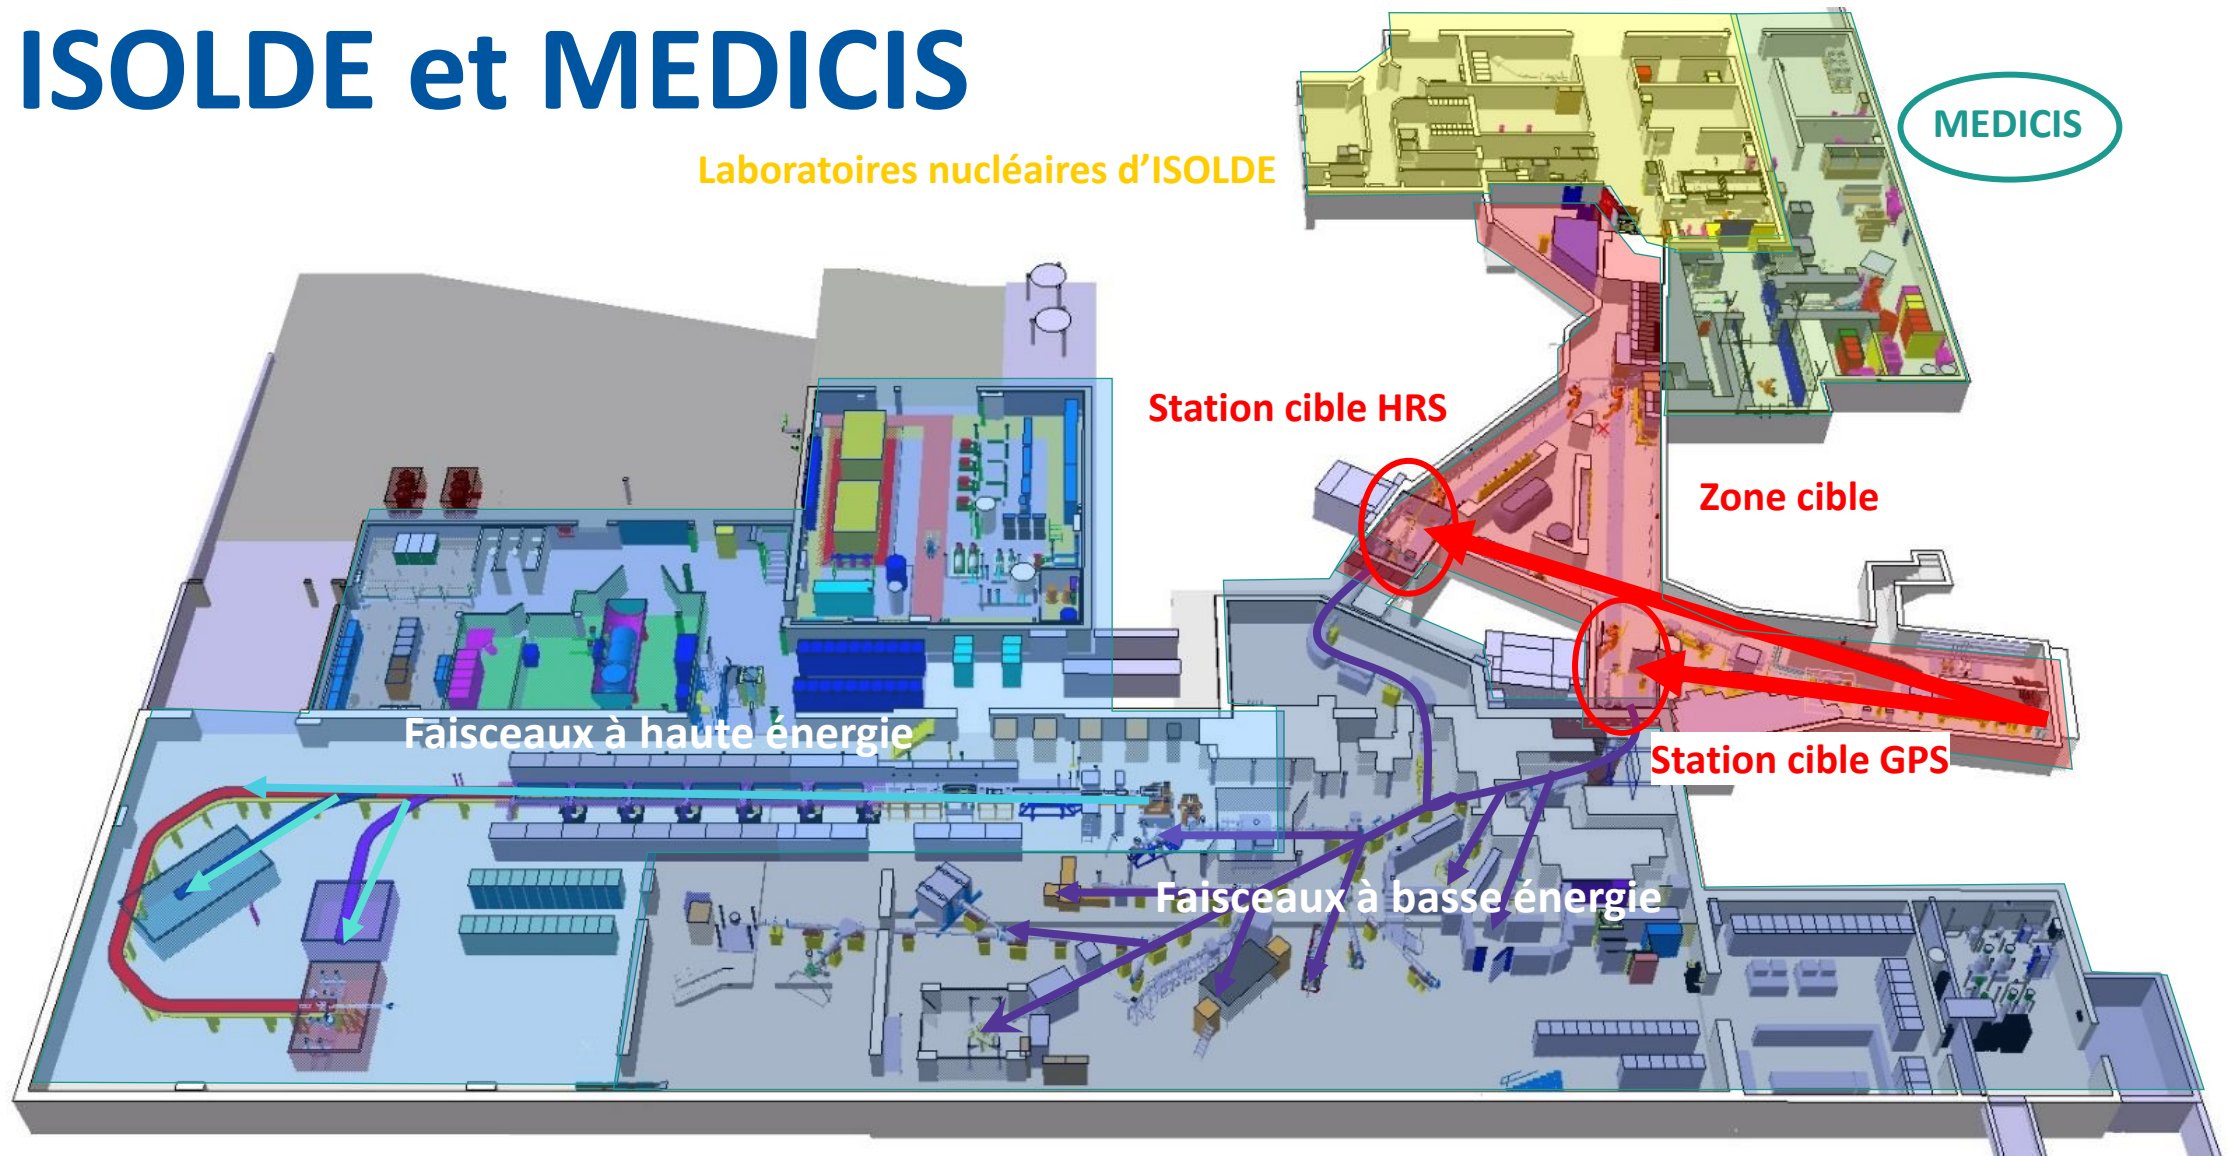 ISOLDE et MEDICIS
MEDICIS
Laboratoires nucléaires d’ISOLDE
Station cible HRS
Zone cible
Faisceaux à haute énergie
Station cible GPS
Faisceaux à basse énergie